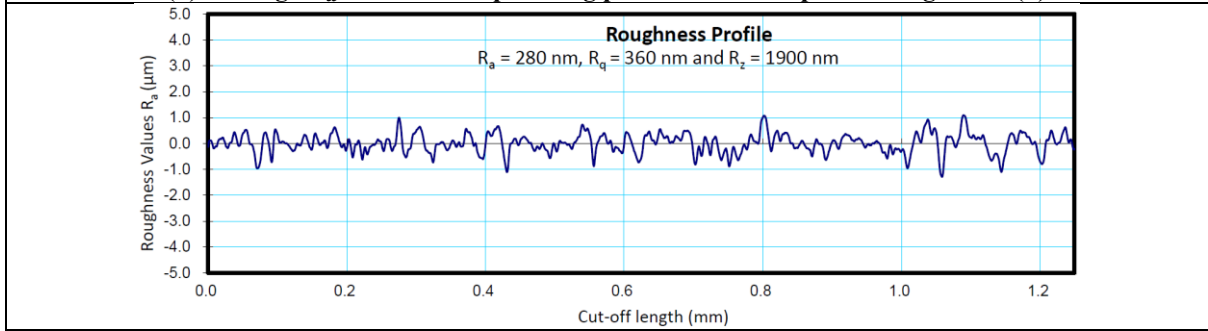 5.0
4.0
3.0
2.0
1.0
0.0
-1.0
-2.0
-3.0
-4.0
-5.0
Roughness Values Rₐ (µm)
Roughness Profile
Rₐ = 280 nm, R_q = 360 nm and R_z = 1900 nm
0.0 0.2 0.4 0.6 0.8 1.0 1.2
Cut-off length (mm)